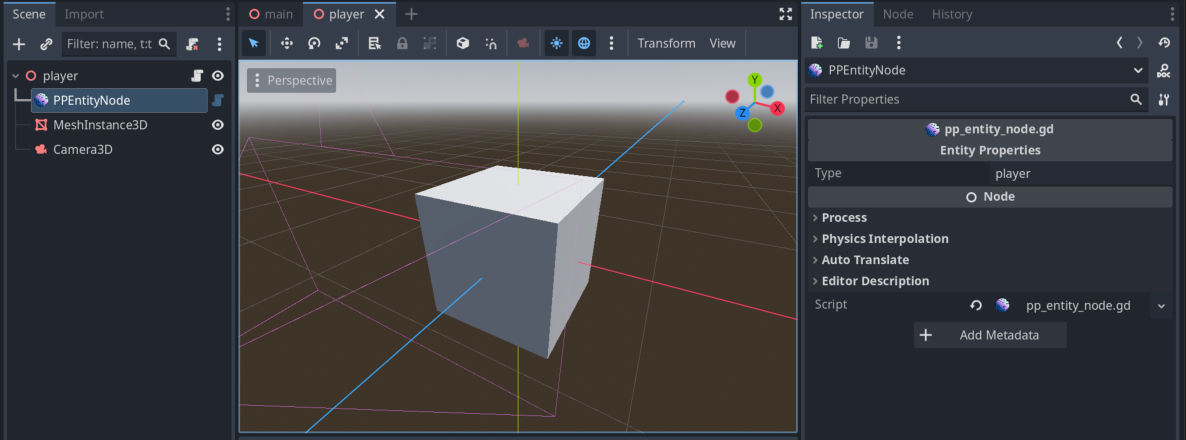 Scene Import
Filter: name, t:t
player
PPEntityNode
MeshInstance3D
Camera3D
main player
Transform View
Perspective
Y
X
Z
Inspector Node History
PPEntityNode
DOC
Filter Properties
pp_entity_node.gd
Entity Properties
Type player
Node
Process
Physics Interpolation
Auto Translate
Editor Description
Script pp_entity_node.gd
Add Metadata